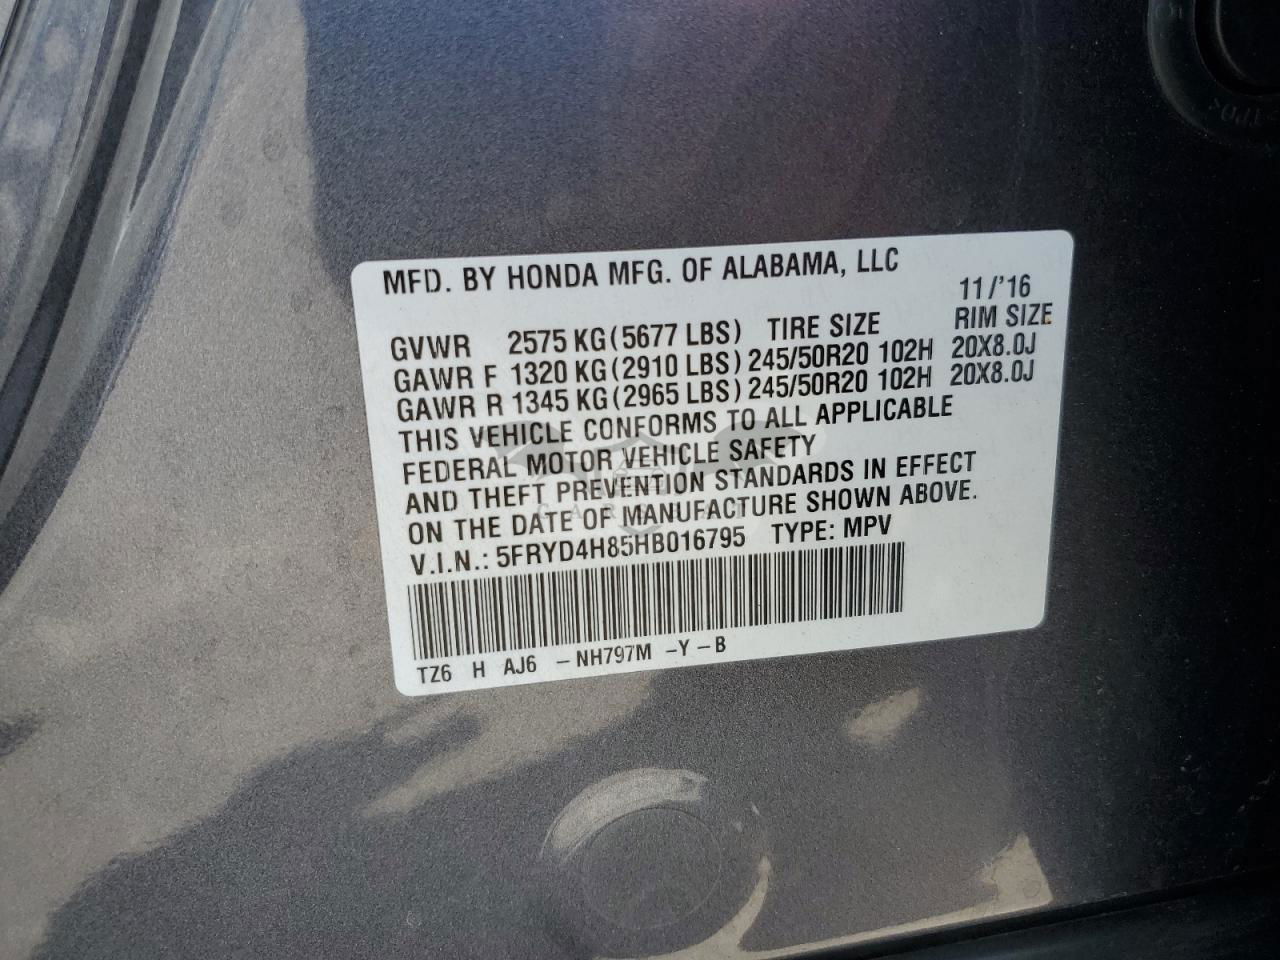 MFD. BY HONDA MFG. OF ALABAMA, LLC
11/'16
GVWR 2575 KG(5677 LBS) TIRE SIZE RIM SIZE
GAWR F 1320 KG(2910 LBS) 245/50R20 102H 20X8.0J
GAWR R 1345 KG(2965 LBS) 245/50R20 102H 20X8.0J
THIS VEHICLE CONFORMS TO ALL APPLICABLE
FEDERAL MOTOR VEHICLE SAFETY
AND THEFT PREVENTION STANDARDS IN EFFECT
ON THE DATE OF MANUFACTURE SHOWN ABOVE.
V.I.N.: 5FRYD4H85HB016795 TYPE: MPV
TZ6 H AJ6 -NH797M -Y-B